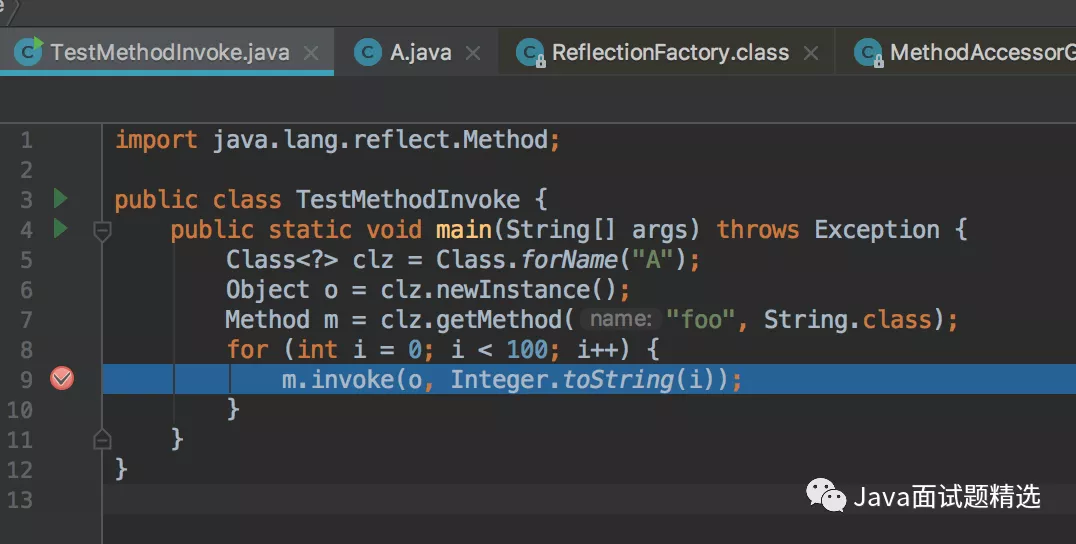 TestMethodInvoke.java A.java ReflectionFactory.class MethodAccessorG
1 import java.lang.reflect.Method;
2
3 public class TestMethodInvoke {
4 public static void main(String[] args) throws Exception {
5 Class<?> clz = Class.forName("A");
6 Object o = clz.newInstance();
7 Method m = clz.getMethod( name: "foo", String.class);
8 for (int i = 0; i < 100; i++) {
9 m.invoke(o, Integer.toString(i));
10 }
11 }
12 }
13
Java面试题精选